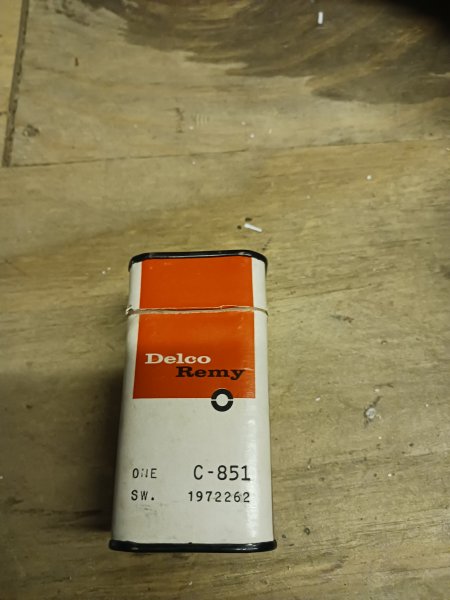 Delco
Remy
ONE C-851
SW. 1972262